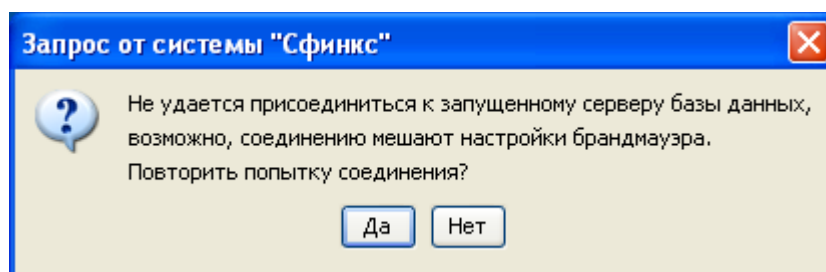 Запрос от системы "Сфинкс"
Не удается присоединиться к запущенному серверу базы данных,
возможно, соединению мешают настройки брандмауэра.
Повторить попытку соединения?
Да Нет